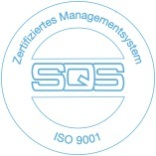 Zertifiziertes Managementsystem
SQS
ISO 9001